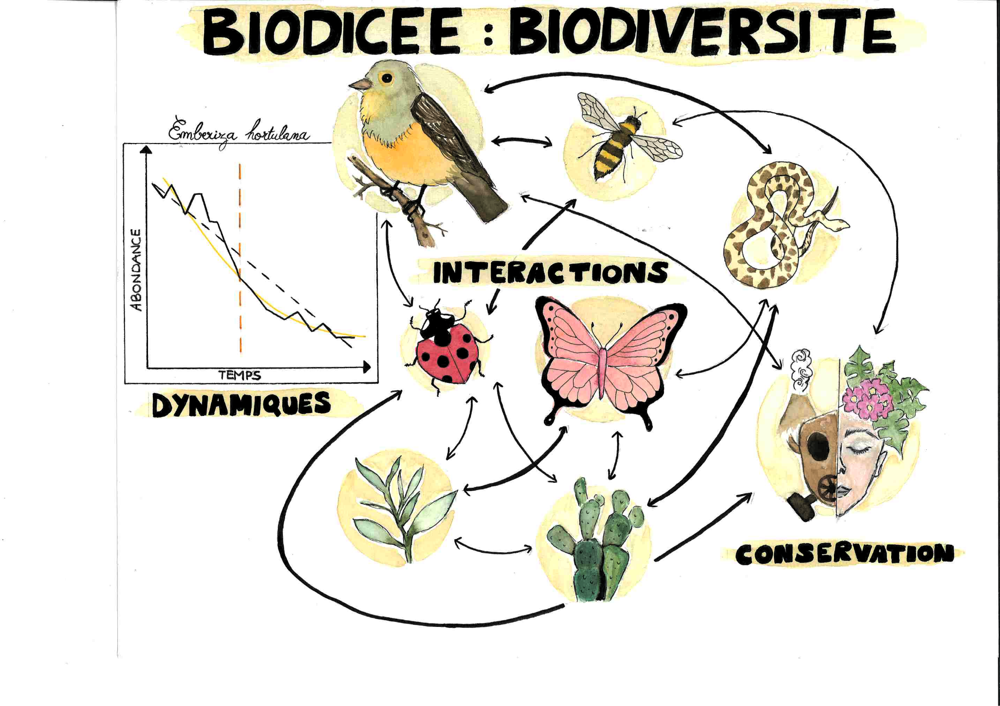 BIODICEE : BIODIVERSITE
Emberiza hortulana
ABONDANCE
TEMPS
DYNAMIQUES
INTERACTIONS
CONSERVATION